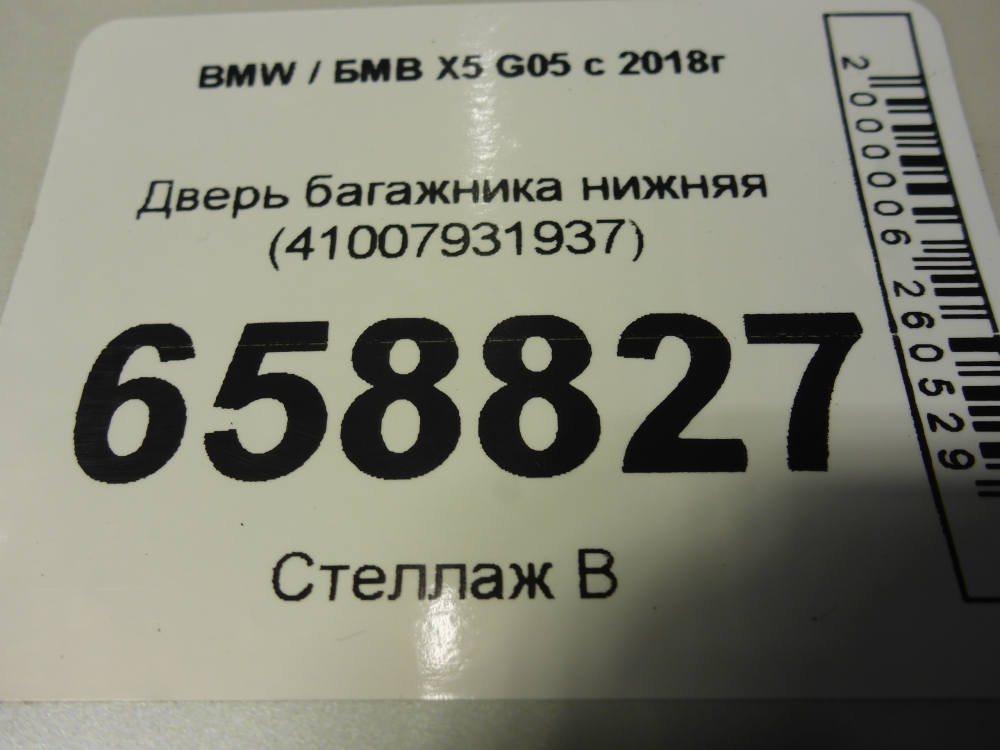 BMW / БМВ X5 G05 с 2018г
Дверь багажника нижняя
(41007931937)
658827
Стеллаж В
2000006260529